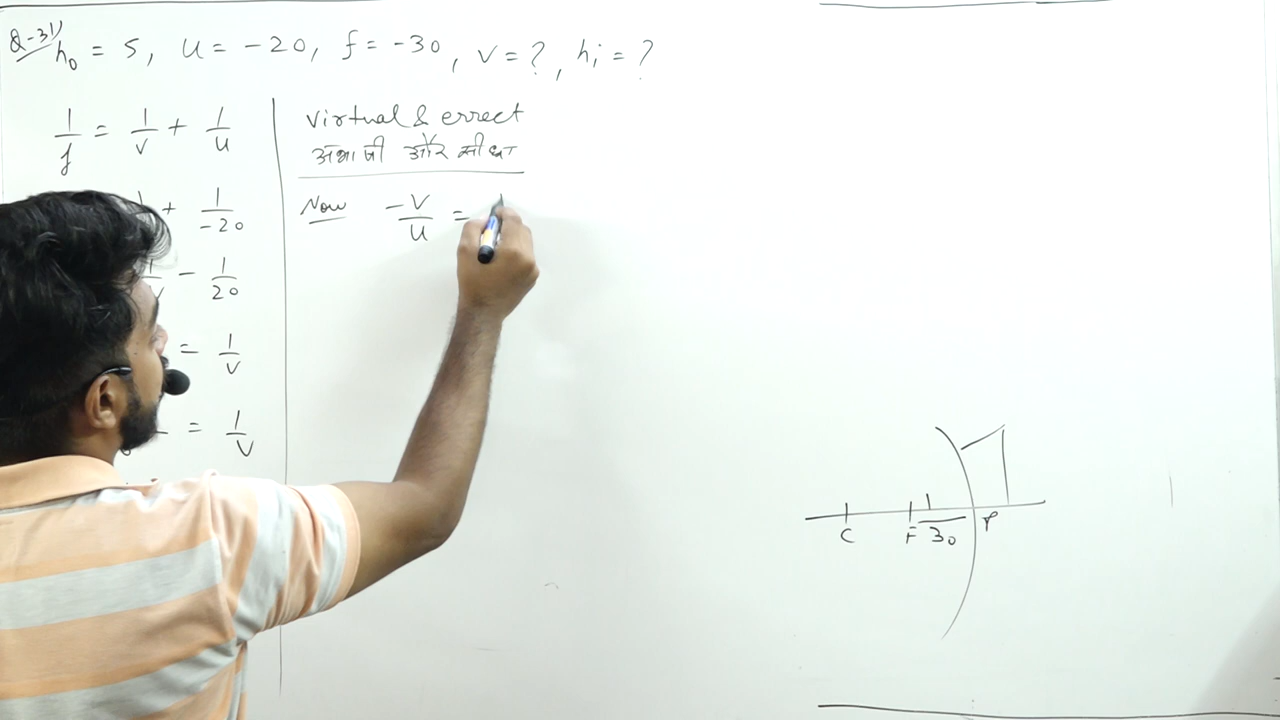 Q-31) h₀ = 5, u = -20, f = -30, v = ?, hᵢ = ?
1/f = 1/v + 1/u
+ 1/-20
- 1/20
= 1/v
= 1/v
virtual & errect
और सीधा
Now -v/u =
C F 30 P